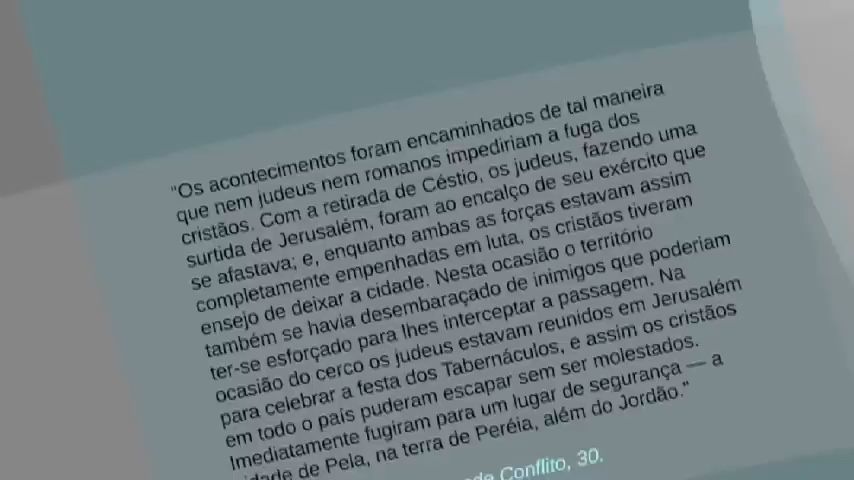 “Os acontecimentos foram encaminhados de tal maneira
que nem judeus nem romanos impediriam a fuga dos
cristãos. Com a retirada de Céstio, os judeus, fazendo uma
surtida de Jerusalém, foram ao encalço de seu exército que
se afastava; e, enquanto ambas as forças estavam assim
completamente empenhadas em luta, os cristãos tiveram
ensejo de deixar a cidade. Nesta ocasião o território
também se havia desembaraçado de inimigos que poderiam
ter-se esforçado para lhes interceptar a passagem. Na
ocasião do cerco os judeus estavam reunidos em Jerusalém
para celebrar a festa dos Tabernáculos, e assim os cristãos
em todo o país puderam escapar sem ser molestados.
Imediatamente fugiram para um lugar de segurança — a
de Pela, na terra de Peréia, além do Jordão.”
Conflito, 30.